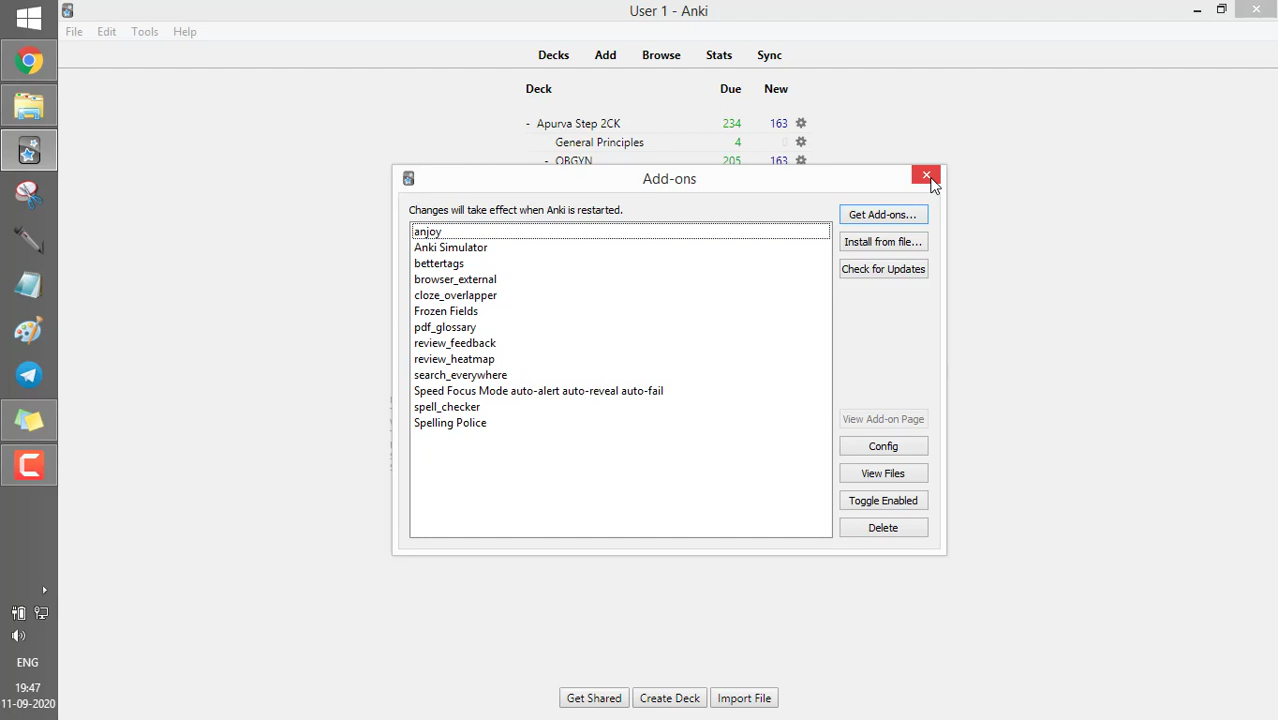 User 1 - Anki
File Edit Tools Help
Decks Add Browse Stats Sync
Deck Due New
- Apurva Step 2CK 234 163
General Principles 4 0
- OBGYN 205 163
Add-ons
Changes will take effect when Anki is restarted.
anjoy
Anki Simulator
bettertags
browser_external
cloze_overlapper
Frozen Fields
pdf_glossary
review_feedback
review_heatmap
search_everywhere
Speed Focus Mode auto-alert auto-reveal auto-fail
spell_checker
Spelling Police
Get Add-ons...
Install from file...
Check for Updates
View Add-on Page
Config
View Files
Toggle Enabled
Delete
Get Shared Create Deck Import File
ENG
19:47
11-09-2020